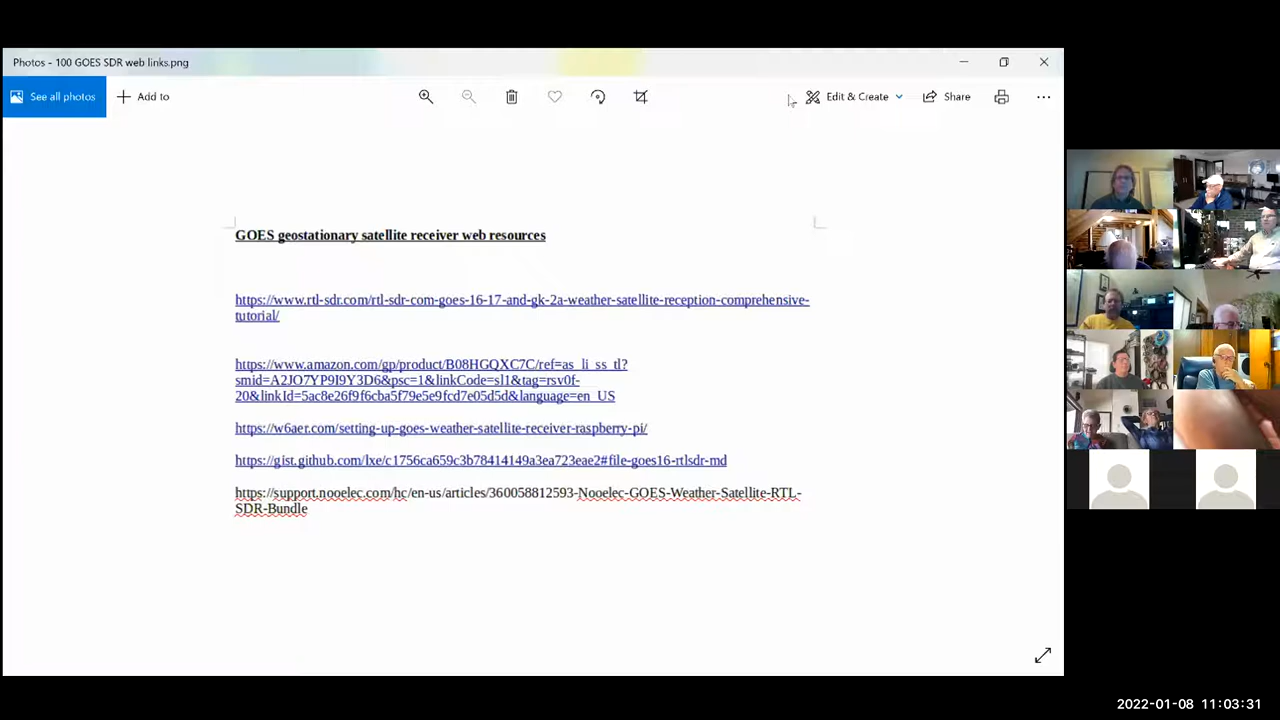 Photos - 100 GOES SDR web links.png
See all photos
Add to
Edit & Create
Share
GOES geostationary satellite receiver web resources
https://www.rtl-sdr.com/rtl-sdr-com-goes-16-17-and-gk-2a-weather-satellite-reception-comprehensive-
tutorial/
https://www.amazon.com/gp/product/B08HGQXC7C/ref=as_li_ss_tl?
smid=A2JO7YP9I9Y3D6&psc=1&linkCode=sl1&tag=rsv0f-
20&linkId=5ac8e26f9f6cba5f79e5e9fcd7e05d5d&language=en_US
https://w6aer.com/setting-up-goes-weather-satellite-receiver-raspberry-pi/
https://gist.github.com/lxe/c1756ca659c3b78414149a3ea723eae2#file-goes16-rtlsdr-md
https://support.nooelec.com/hc/en-us/articles/360058812593-Nooelec-GOES-Weather-Satellite-RTL-
SDR-Bundle
2022-01-08 11:03:31